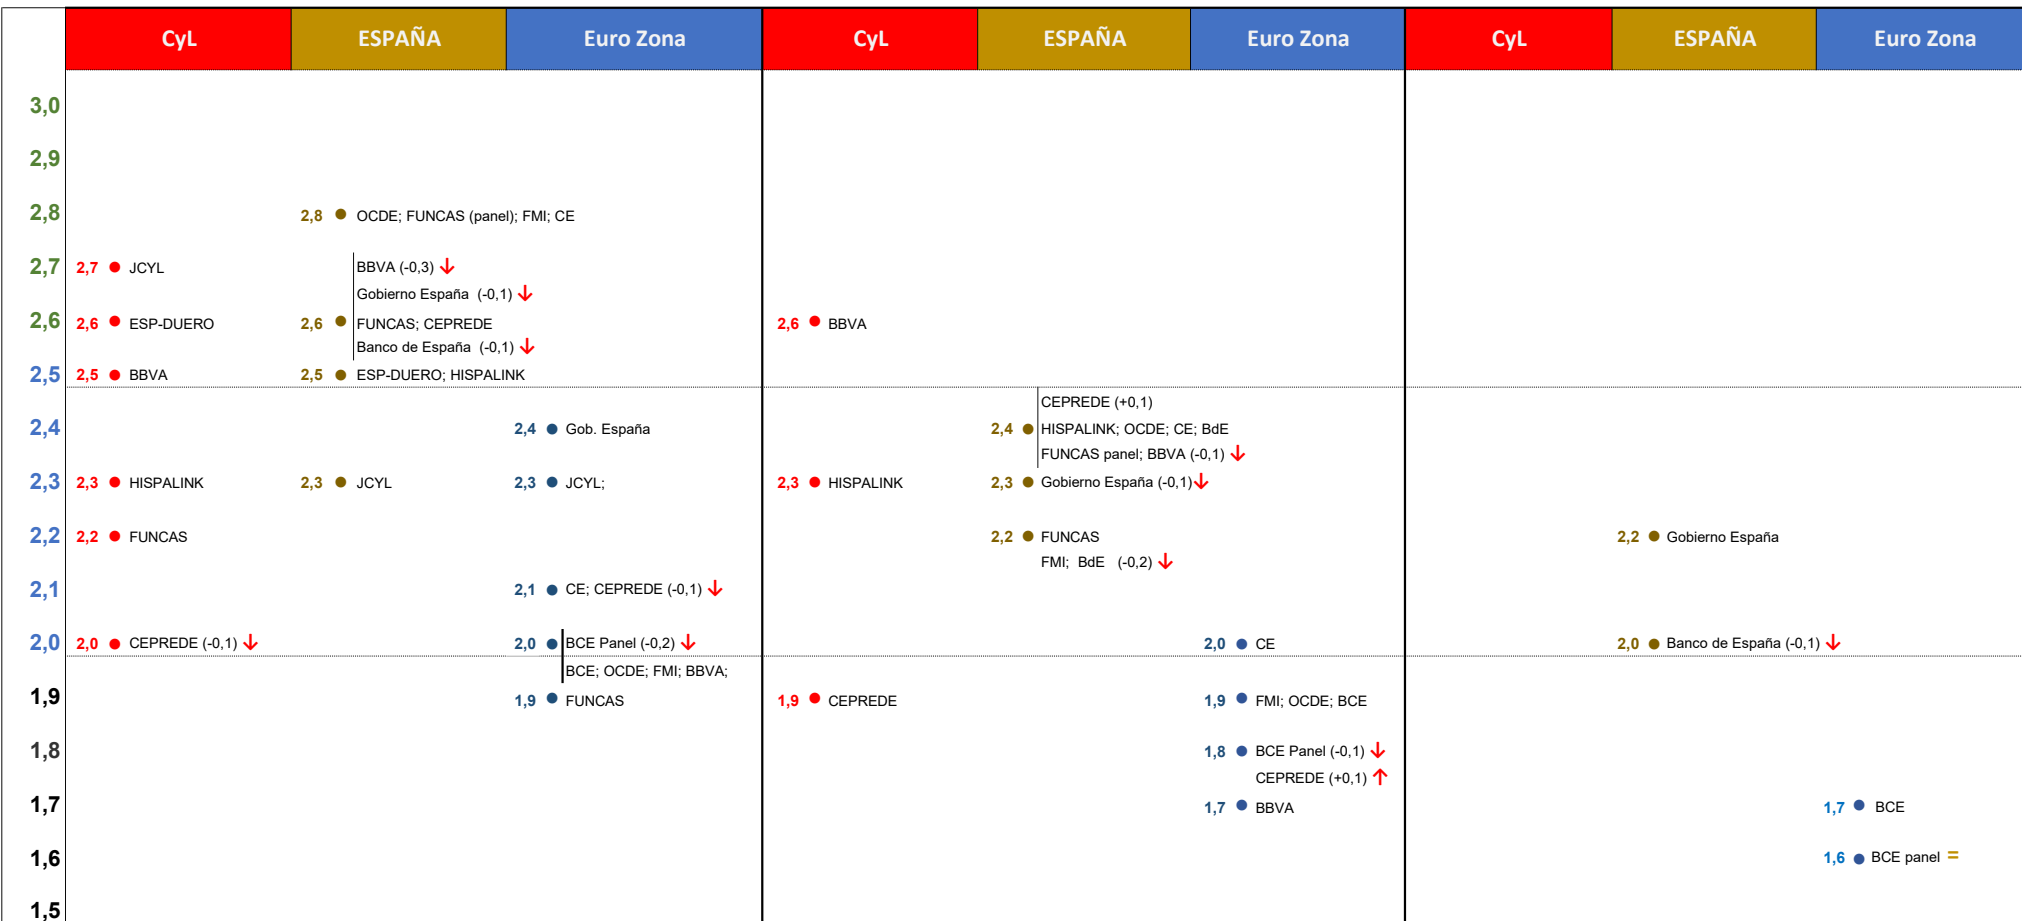 CyL ESPAÑA Euro Zona CyL ESPAÑA Euro Zona CyL ESPAÑA Euro Zona
3,0
2,9
2,8 2,8 ● OCDE; FUNCAS (panel); FMI; CE
2,7 2,7 ● JCYL BBVA (-0,3) ↓
Gobierno España (-0,1) ↓
2,6 2,6 ● ESP-DUERO 2,6 ● FUNCAS; CEPREDE 2,6 ● BBVA
Banco de España (-0,1) ↓
2,5 2,5 ● BBVA 2,5 ● ESP-DUERO; HISPALINK
CEPREDE (+0,1)
2,4 2,4 ● Gob. España 2,4 ● HISPALINK; OCDE; CE; BdE
FUNCAS panel; BBVA (-0,1) ↓
2,3 2,3 ● HISPALINK 2,3 ● JCYL 2,3 ● JCYL; 2,3 ● HISPALINK 2,3 ● Gobierno España (-0,1) ↓
2,2 2,2 ● FUNCAS 2,2 ● FUNCAS 2,2 ● Gobierno España
FMI; BdE (-0,2) ↓
2,1 2,1 ● CE; CEPREDE (-0,1) ↓
2,0 2,0 ● CEPREDE (-0,1) ↓ 2,0 ● BCE Panel (-0,2) ↓ 2,0 ● CE 2,0 ● Banco de España (-0,1) ↓
BCE; OCDE; FMI; BBVA;
1,9 1,9 ● FUNCAS 1,9 ● CEPREDE 1,9 ● FMI; OCDE; BCE
1,8 1,8 ● BCE Panel (-0,1) ↓
CEPREDE (+0,1) ↑
1,7 1,7 ● BBVA 1,7 ● BCE
1,6 1,6 ● BCE panel =
1,5